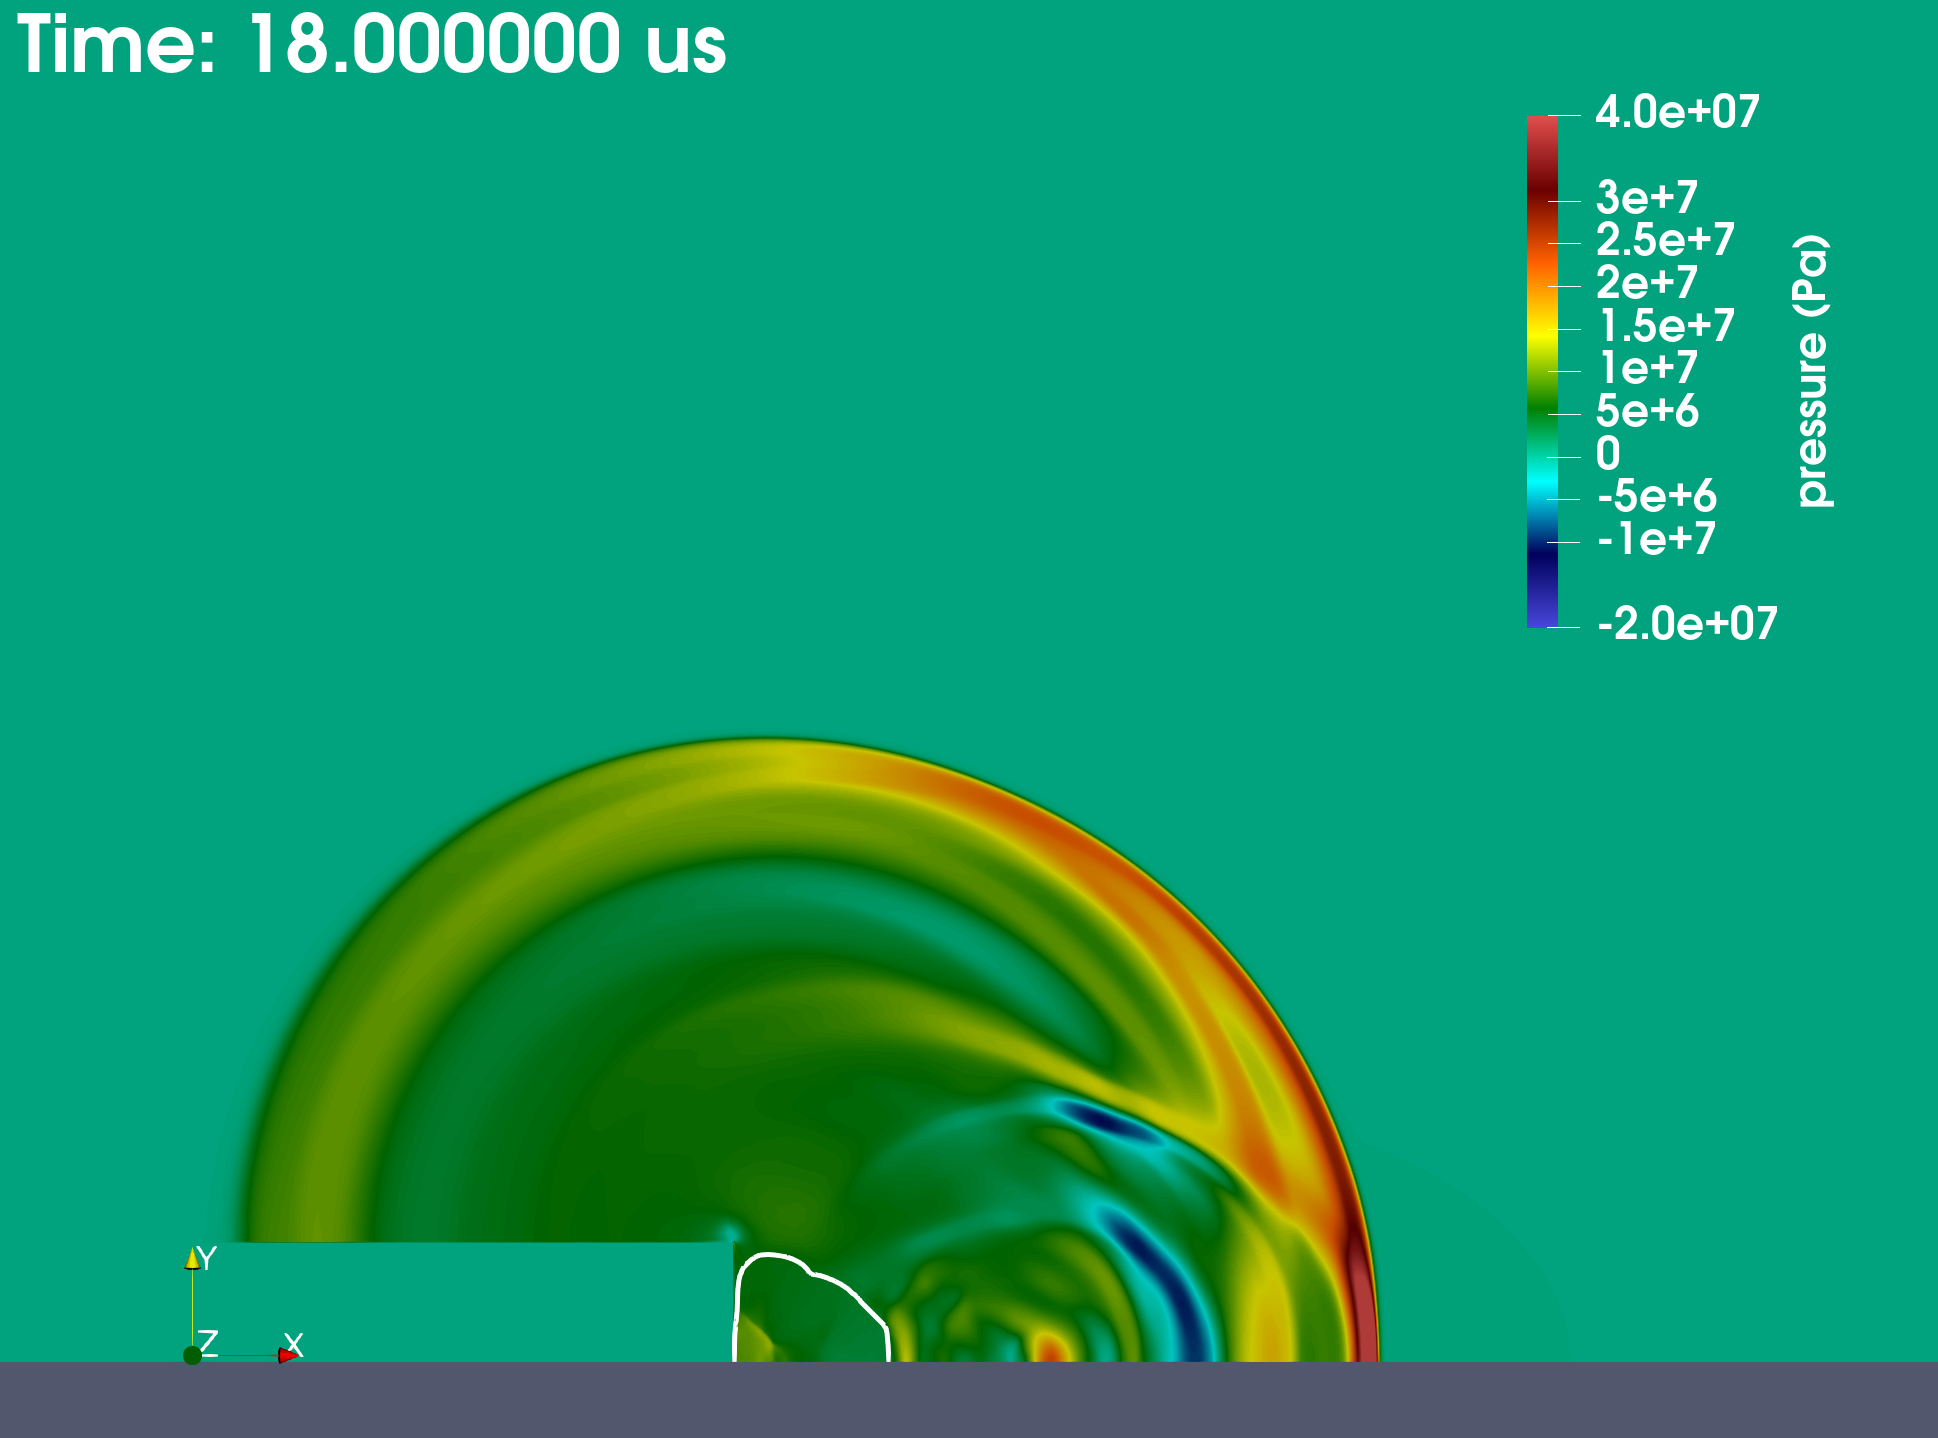 Time: 18.000000 us
4.0e+07
3e+7
2.5e+7
2e+7
1.5e+7
1e+7
5e+6
0
-5e+6
-1e+7
-2.0e+07
pressure (Pa)
Y
Z
X